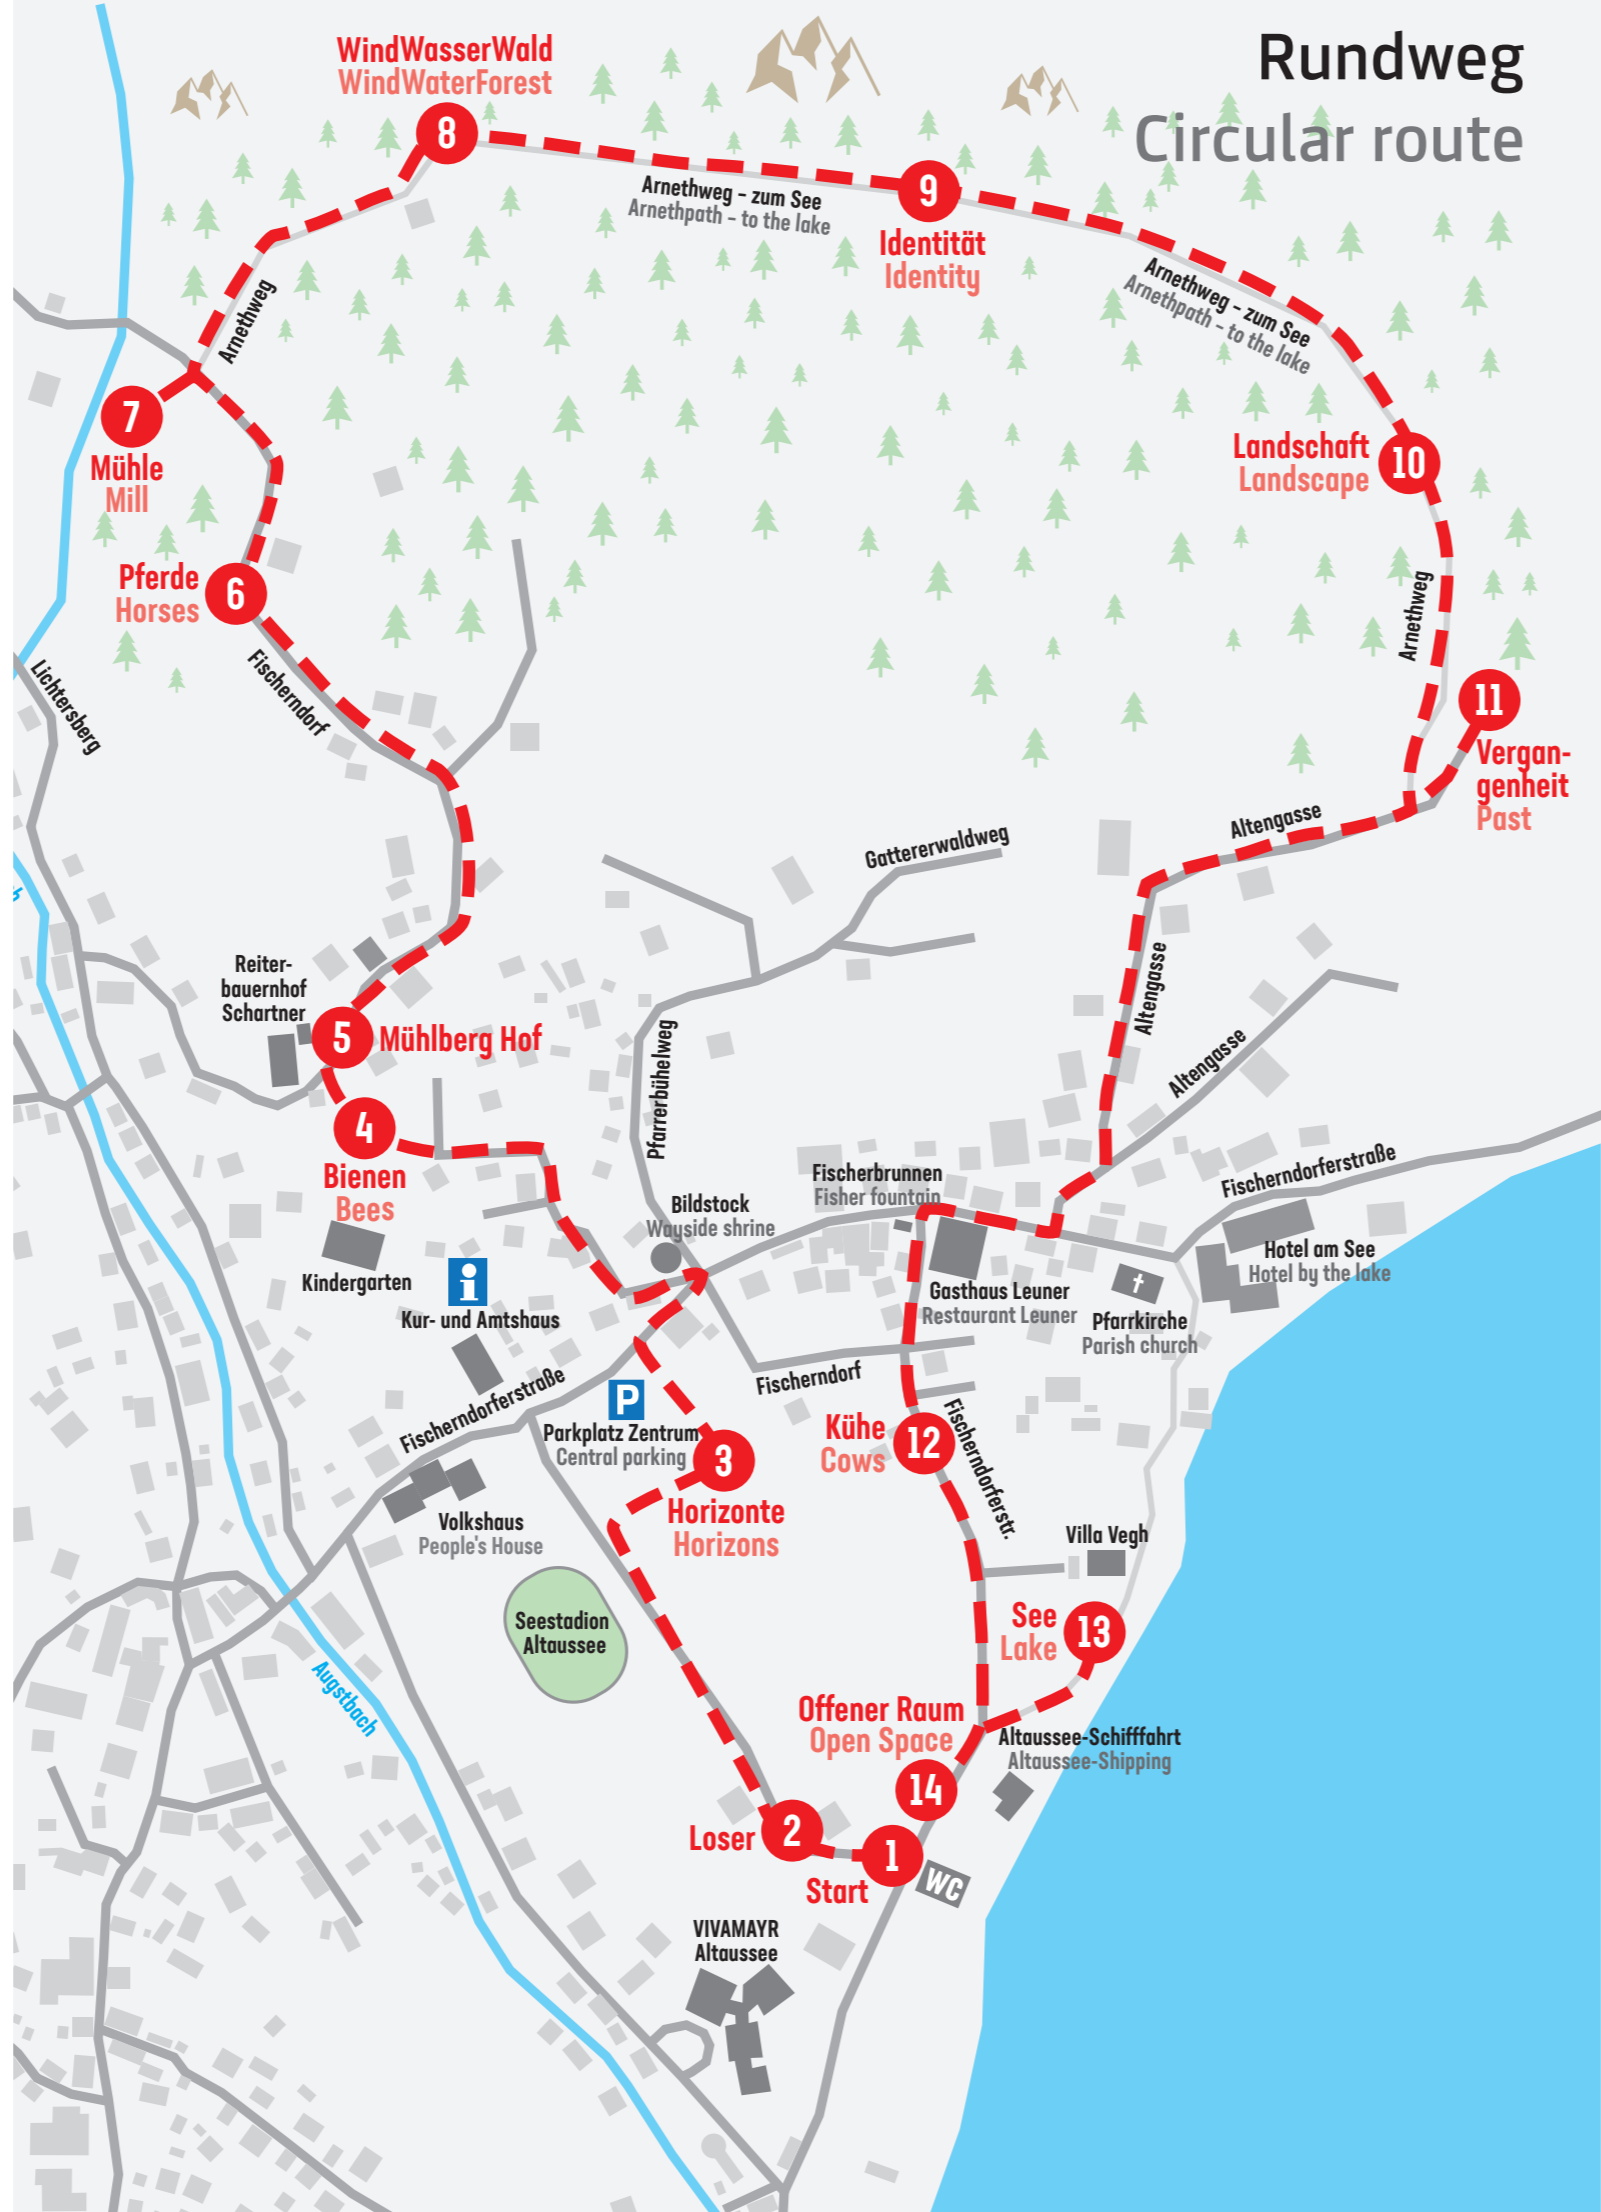 Rundweg
Circular route
WindWasserWald
WindWaterForest
8
Arnethweg – zum See
Arnethpath – to the lake
9
Identität
Identity
Arnethweg – zum See
Arnethpath – to the lake
Arnethweg
7
Mühle
Mill
Landschaft
Landscape
10
Pferde
Horses
6
Arnethweg
Lichtersberg
Fischerndorf
11
Vergan-
genheit
Past
Altengasse
Gattererwaldweg
Reiter-
bauernhof
Schartner
Altengasse
5
Mühlberg Hof
Pfarrerbühelweg
Altengasse
4
Bienen
Bees
Fischerbrunnen
Fisher fountain
Fischerndorferstraße
Bildstock
Wayside shrine
Kindergarten
i
Kur- und Amtshaus
Gasthaus Leuner
Restaurant Leuner
Hotel am See
Hotel by the lake
Pfarrkirche
Parish church
Fischerndorf
Fischerndorferstraße
P
Parkplatz Zentrum
Central parking
3
Horizonte
Horizons
Kühe
Cows
12
Fischerndorferstr.
Volkshaus
People's House
Villa Vegh
Seestadion
Altaussee
See
Lake
13
Augstbach
Offener Raum
Open Space
14
Altaussee-Schifffahrt
Altaussee-Shipping
Loser
2
1
Start
WC
VIVAMAYR
Altaussee